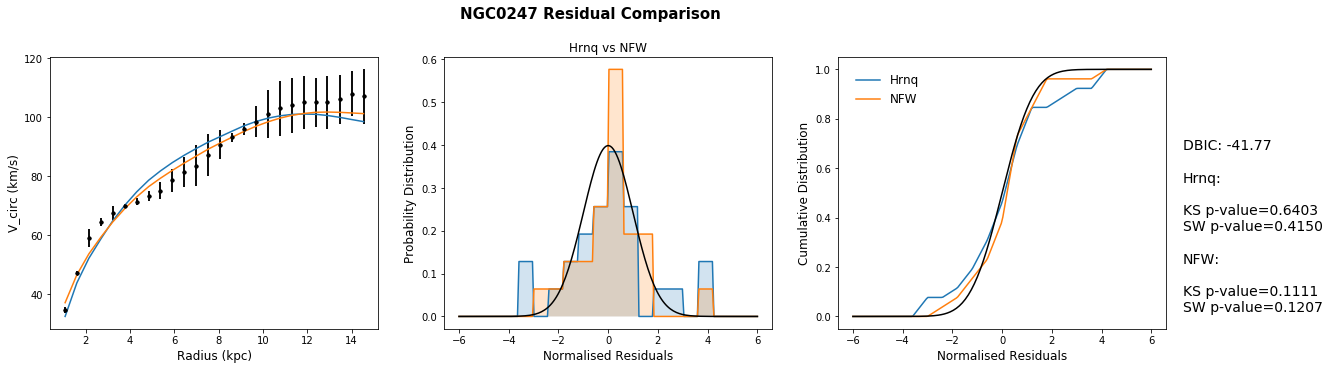 NGC0247 Residual Comparison
V_circ (km/s)
120
100
80
60
40
2 4 6 8 10 12 14
Radius (kpc)
Hrnq vs NFW
Probability Distribution
0.6
0.5
0.4
0.3
0.2
0.1
0.0
−6 −4 −2 0 2 4 6
Normalised Residuals
Cumulative Distribution
1.0
0.8
0.6
0.4
0.2
0.0
Hrnq
NFW
−6 −4 −2 0 2 4 6
Normalised Residuals
DBIC: -41.77
Hrnq:
KS p-value=0.6403
SW p-value=0.4150
NFW:
KS p-value=0.1111
SW p-value=0.1207